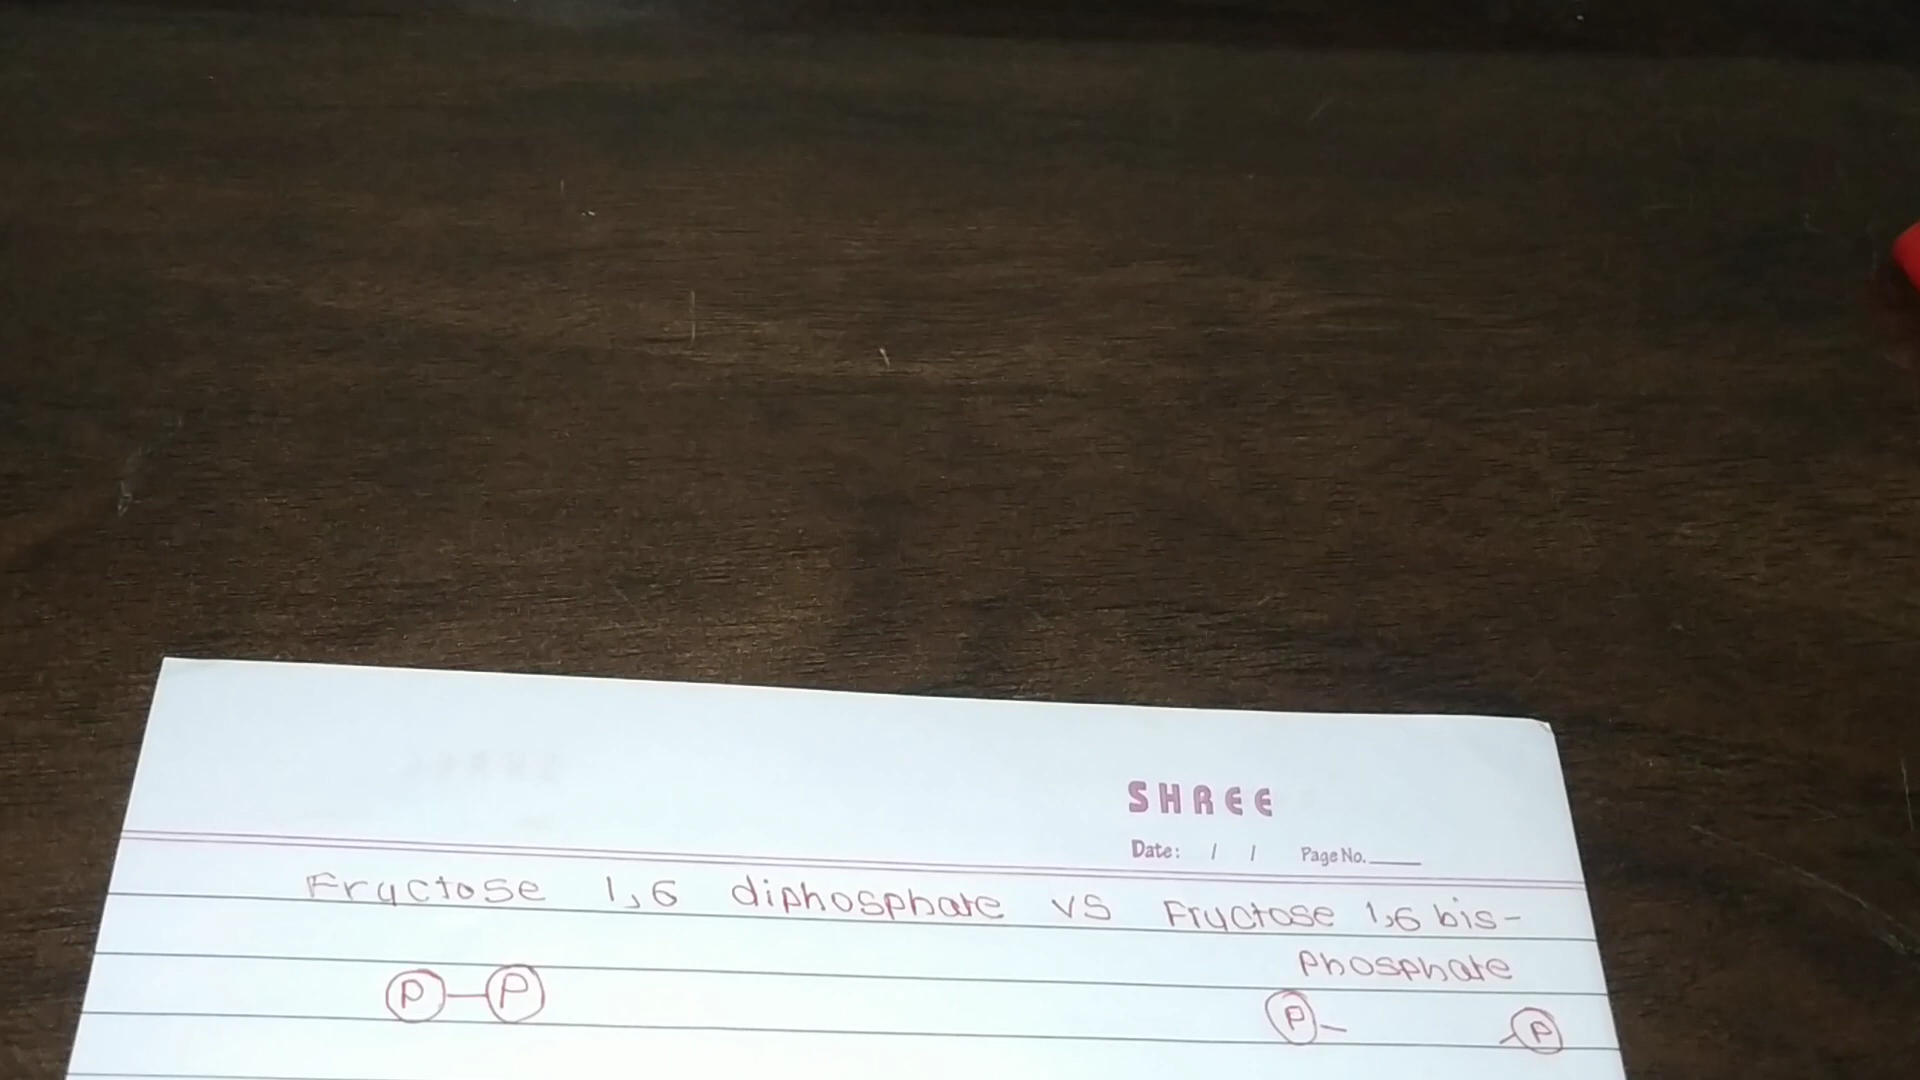 SHREE
Date: / / Page No.
Fructose 1,6 diphosphate vs Fructose 1,6 bis-
phosphate
P P P P